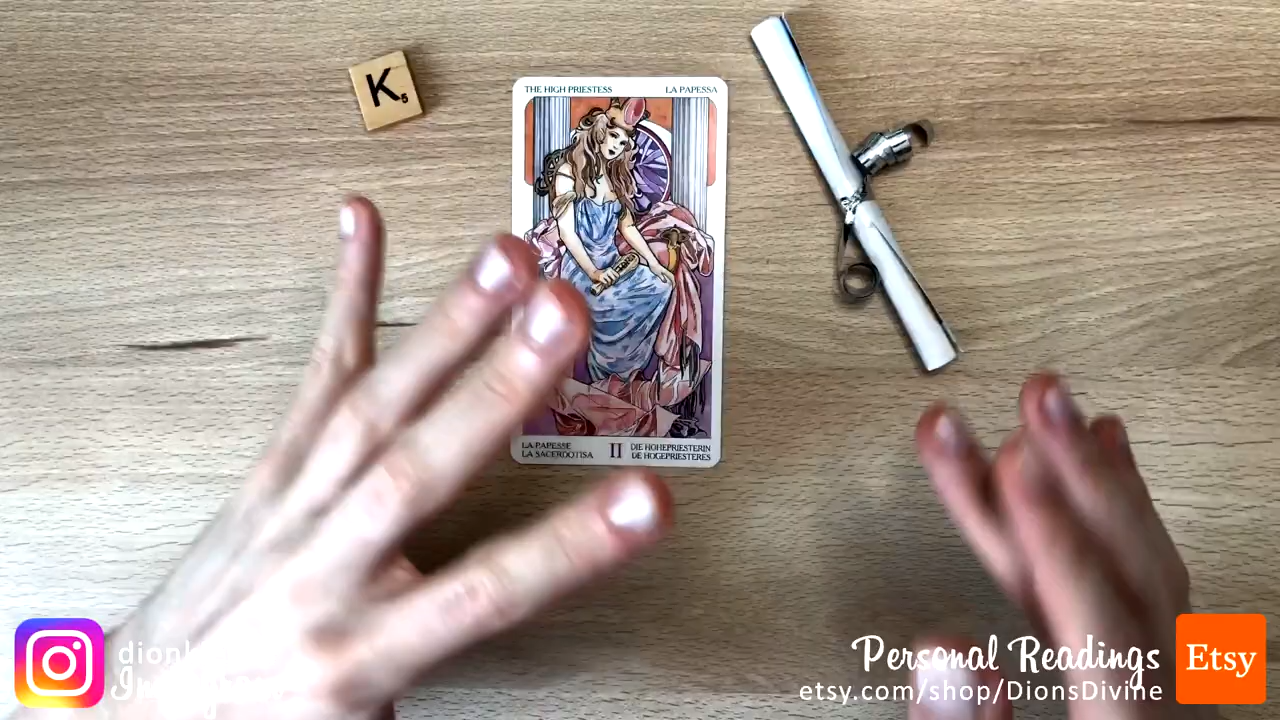 K5
THE HIGH PRIESTESS LA PAPESSA
LA PAPESSE II DIE HOHEPRIESTERIN
LA SACERDOTISA DE HOGEPRIESTERES
Personal Readings
etsy.com/shop/DionsDivine
Etsy